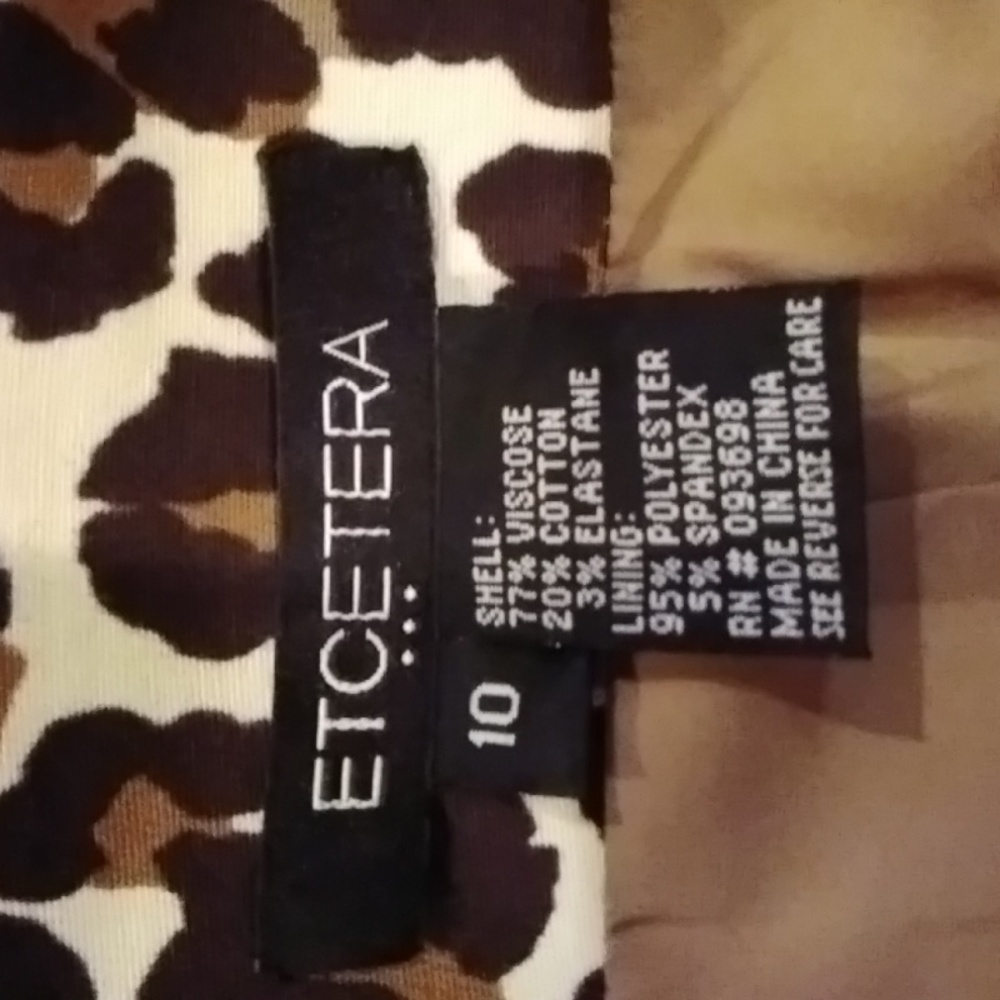 ETCETERA
...
10
SHELL:
77% VISCOSE
20% COTTON
3% ELASTANE
LINING:
95% POLYESTER
5% SPANDEX
RN # 093698
MADE IN CHINA
SEE REVERSE FOR CARE